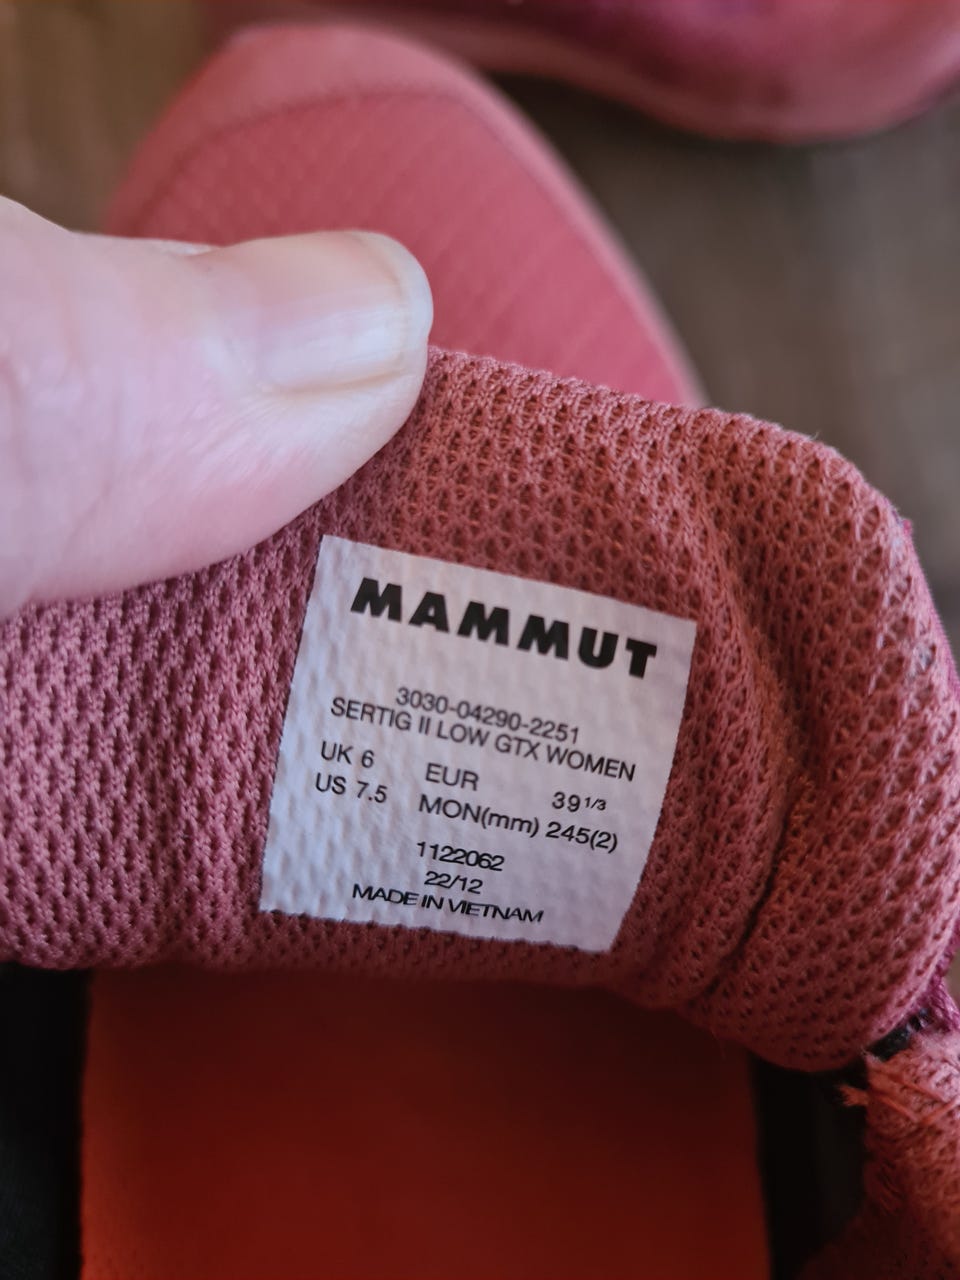 MAMMUT
3030-04290-2251
SERTIG II LOW GTX WOMEN
UK 6 EUR 39 1/3
US 7.5 MON(mm) 245(2)
1122062
22/12
MADE IN VIETNAM